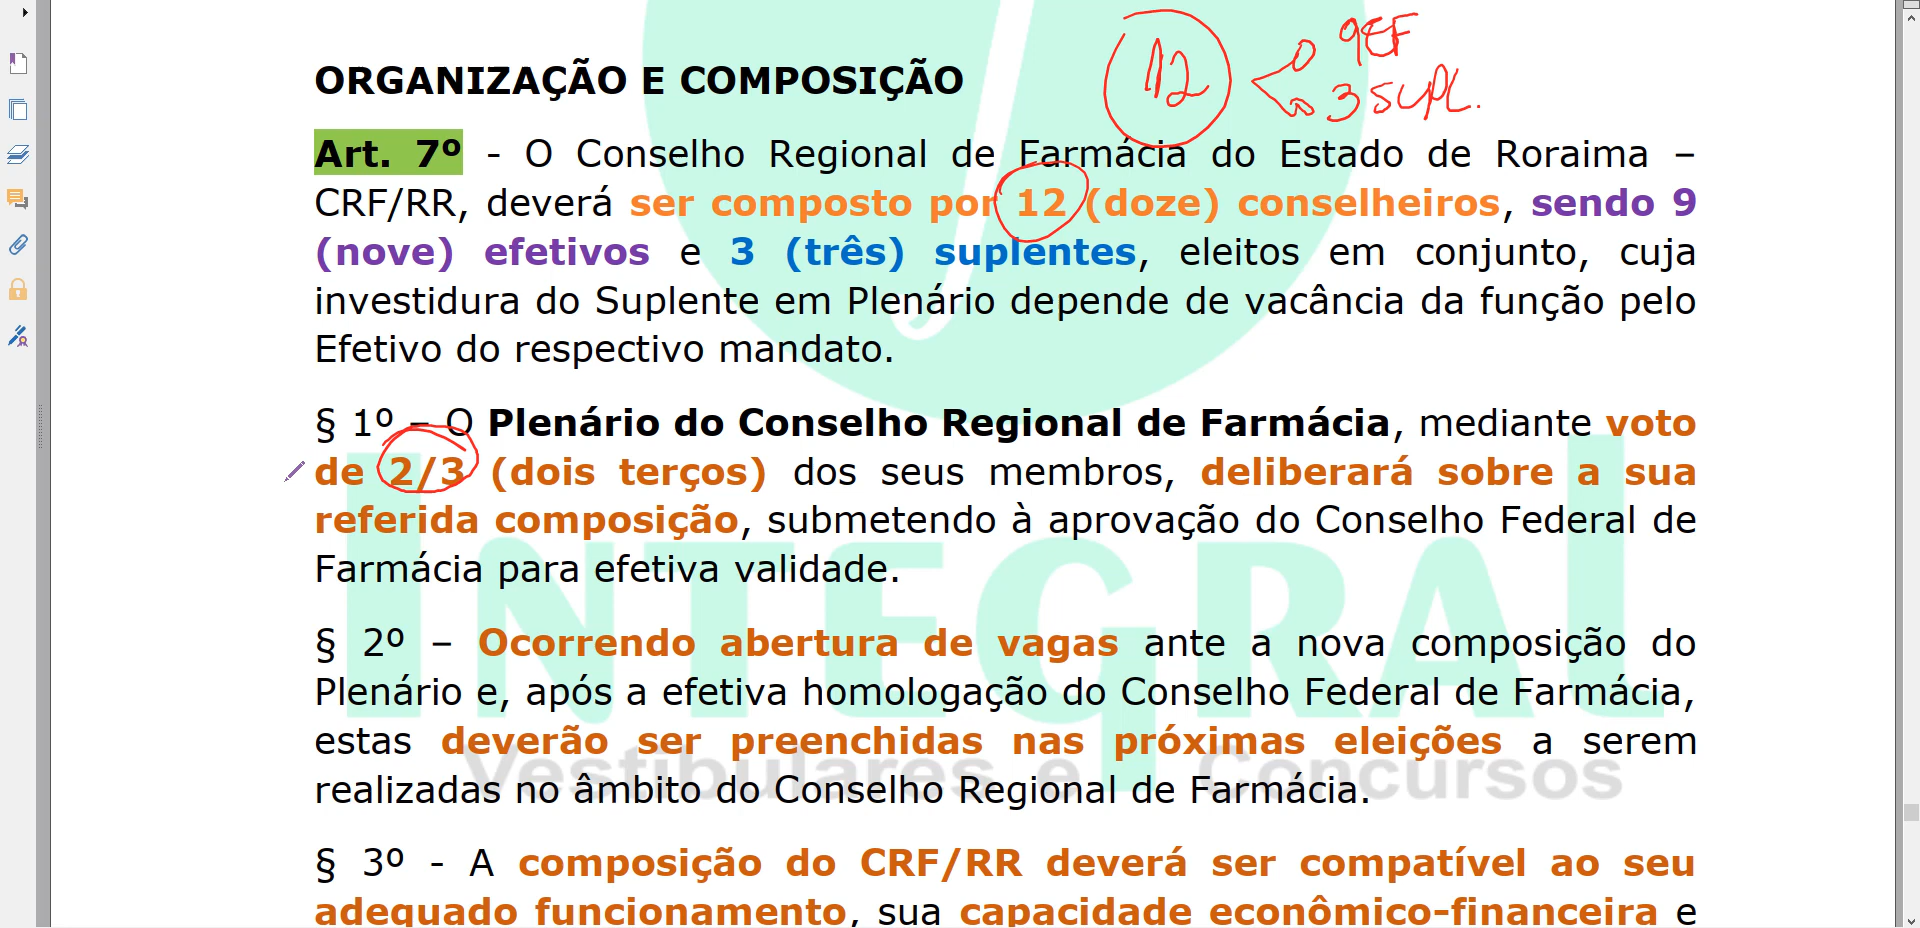 12 9 EF
3 SUPL.
ORGANIZAÇÃO E COMPOSIÇÃO
Art. 7º - O Conselho Regional de Farmácia do Estado de Roraima –
CRF/RR, deverá ser composto por 12 (doze) conselheiros, sendo 9
(nove) efetivos e 3 (três) suplentes, eleitos em conjunto, cuja
investidura do Suplente em Plenário depende de vacância da função pelo
Efetivo do respectivo mandato.
§ 1º – O Plenário do Conselho Regional de Farmácia, mediante voto
de 2/3 (dois terços) dos seus membros, deliberará sobre a sua
referida composição, submetendo à aprovação do Conselho Federal de
Farmácia para efetiva validade.
§ 2º – Ocorrendo abertura de vagas ante a nova composição do
Plenário e, após a efetiva homologação do Conselho Federal de Farmácia,
estas deverão ser preenchidas nas próximas eleições a serem
realizadas no âmbito do Conselho Regional de Farmácia.
§ 3º - A composição do CRF/RR deverá ser compatível ao seu
adequado funcionamento, sua capacidade econômico-financeira e
INTEGRAL
Vestibulares e Concursos